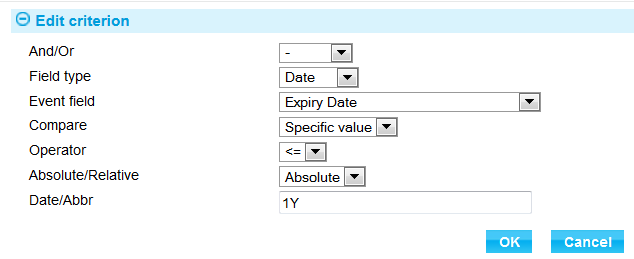 Edit criterion
And/Or -
Field type Date
Event field Expiry Date
Compare Specific value
Operator <=
Absolute/Relative Absolute
Date/Abbr 1Y
OK Cancel